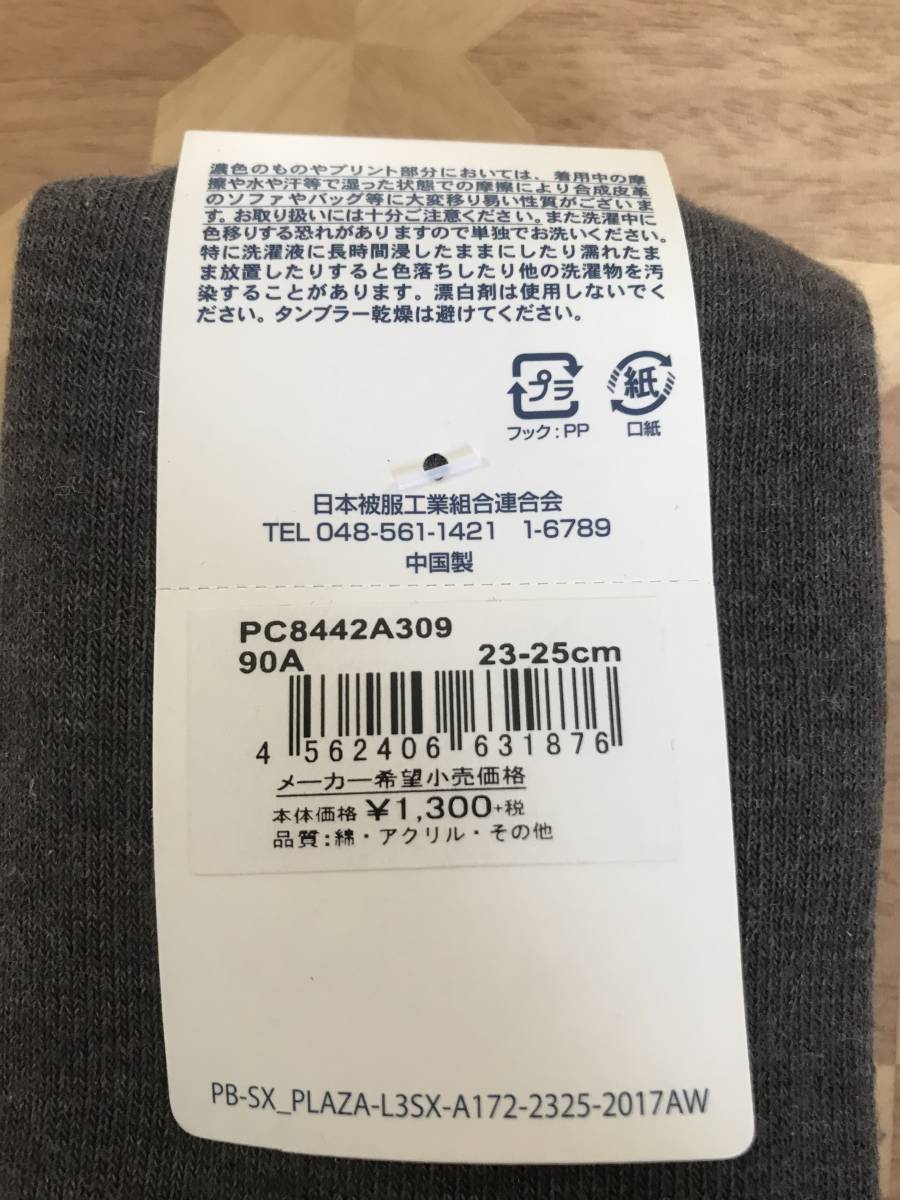 濃色のものやプリント部分においては、着用中の摩
擦や水や汗等で湿った状態での摩擦により合成皮革
のソファやバッグ等に大変移り易い性質がございま
す。お取り扱いには十分ご注意ください。また洗濯中に
色移りする恐れがありますので単独でお洗いください。
特に洗濯液に長時間浸したままにしたり濡れたま
ま放置したりすると色落ちしたり他の洗濯物を汚
染することがあります。漂白剤は使用しないでく
ださい。タンブラー乾燥は避けてください。
プラ 紙
フック:PP 口紙
日本被服工業組合連合会
TEL 048-561-1421 1-6789
中国製
PC8442A309
90A 23-25cm
4 562406 631876
メーカー希望小売価格
本体価格 ¥1,300+税
品質:綿・アクリル・その他
PB-SX_PLAZA-L3SX-A172-2325-2017AW